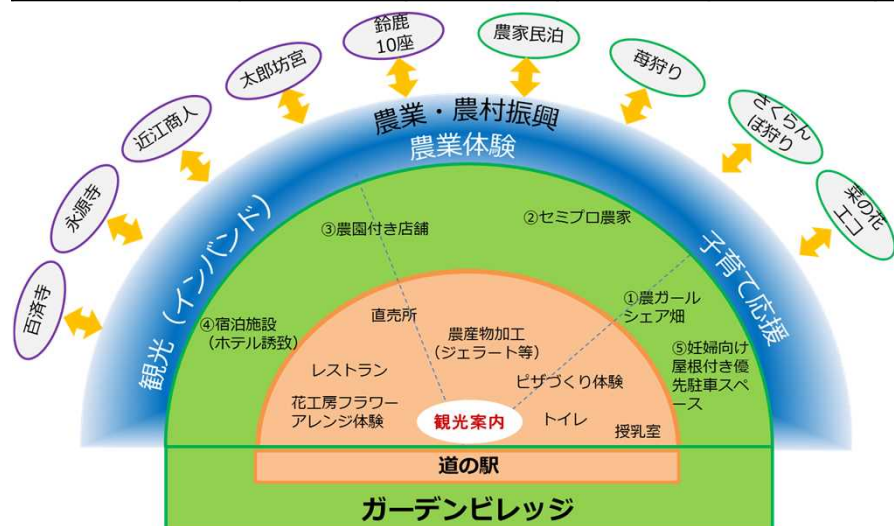 百済寺
永源寺
近江商人
太郎坊宮
鈴鹿
10座
農家民泊
苺狩り
さくらん
ぼ狩り
菜の花
エコ
農業・農村振興
農業体験
観光（インバンド）
子育て応援
③農園付き店舗
②セミプロ農家
①農ガール
シェア畑
④宿泊施設
（ホテル誘致）
⑤妊婦向け
屋根付き優
先駐車スペ
ース
直売所
農産物加工
（ジェラート等）
レストラン
ピザづくり体験
花工房フラワー
アレンジ体験
観光案内
トイレ
授乳室
道の駅
ガーデンビレッジ